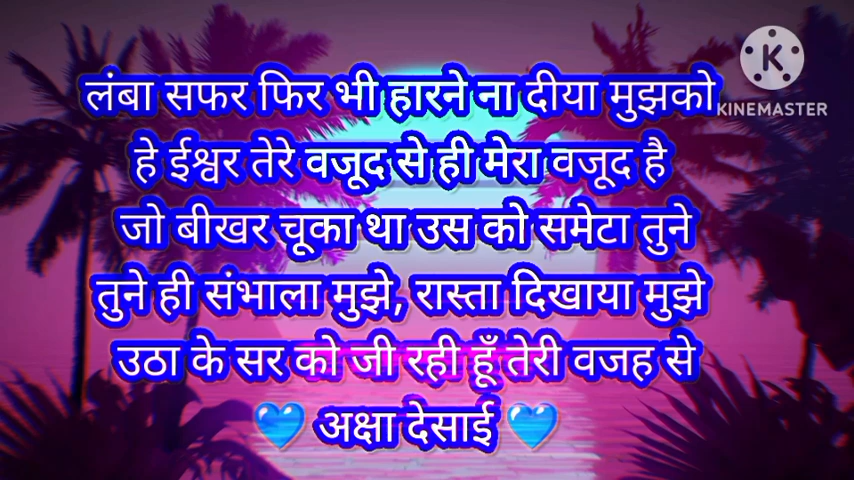 लंबा सफर फिर भी हारने ना दीया मुझको
KINEMASTER
हे ईश्वर तेरे वजूद से ही मेरा वजूद है
जो बीखर चूका था उस को समेटा तुने
तुने ही संभाला मुझे, रास्ता दिखाया मुझे
उठा के सर को जी रही हूँ तेरी वजह से
💙 अक्षा देसाई 💙